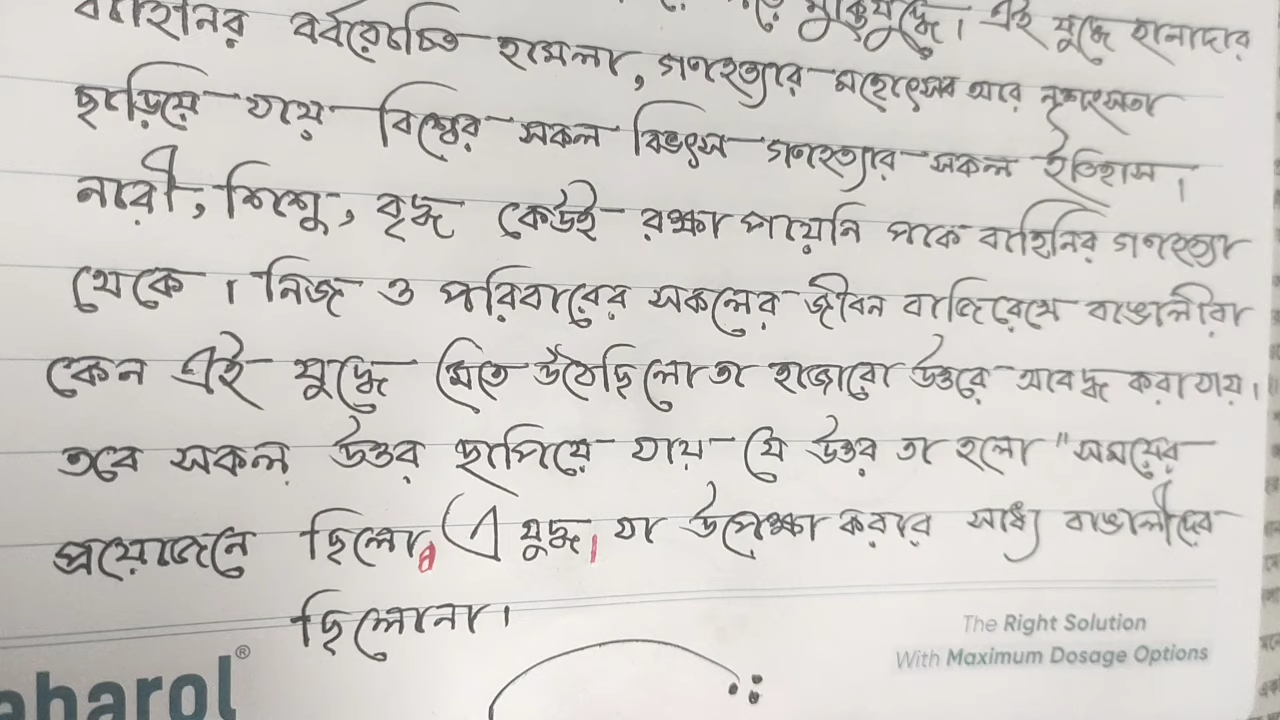 মুক্তিযুদ্ধে। এই যুদ্ধে হানাদার
বাহিনির বর্বরোচিত হামলা, গণহত্যার মহোৎসব আর নৃশংসতা
ছাড়িয়ে যায় বিশ্বের সকল বিভৎস গণহত্যার সকল ইতিহাস।
নারী, শিশু, বৃদ্ধ কেউই রক্ষা পায়েনি পাক বাহিনির গণহত্যা
থেকে। নিজ ও পরিবারের সকলের জীবন বাজিরেখে বাঙালীরা
কেন এই যুদ্ধে মেতে উঠেছিলো তা হাজারো উত্তরে আবদ্ধ করা যায়।
তবে সকল উত্তর ছাপিয়ে যায় যে উত্তর তা হলো "সময়ের
প্রয়োজনে ছিলো এ যুদ্ধ। যা উপেক্ষা করার সাধ্য বাঙালীদের
ছিলোনা।
The Right Solution
With Maximum Dosage Options
aharol®